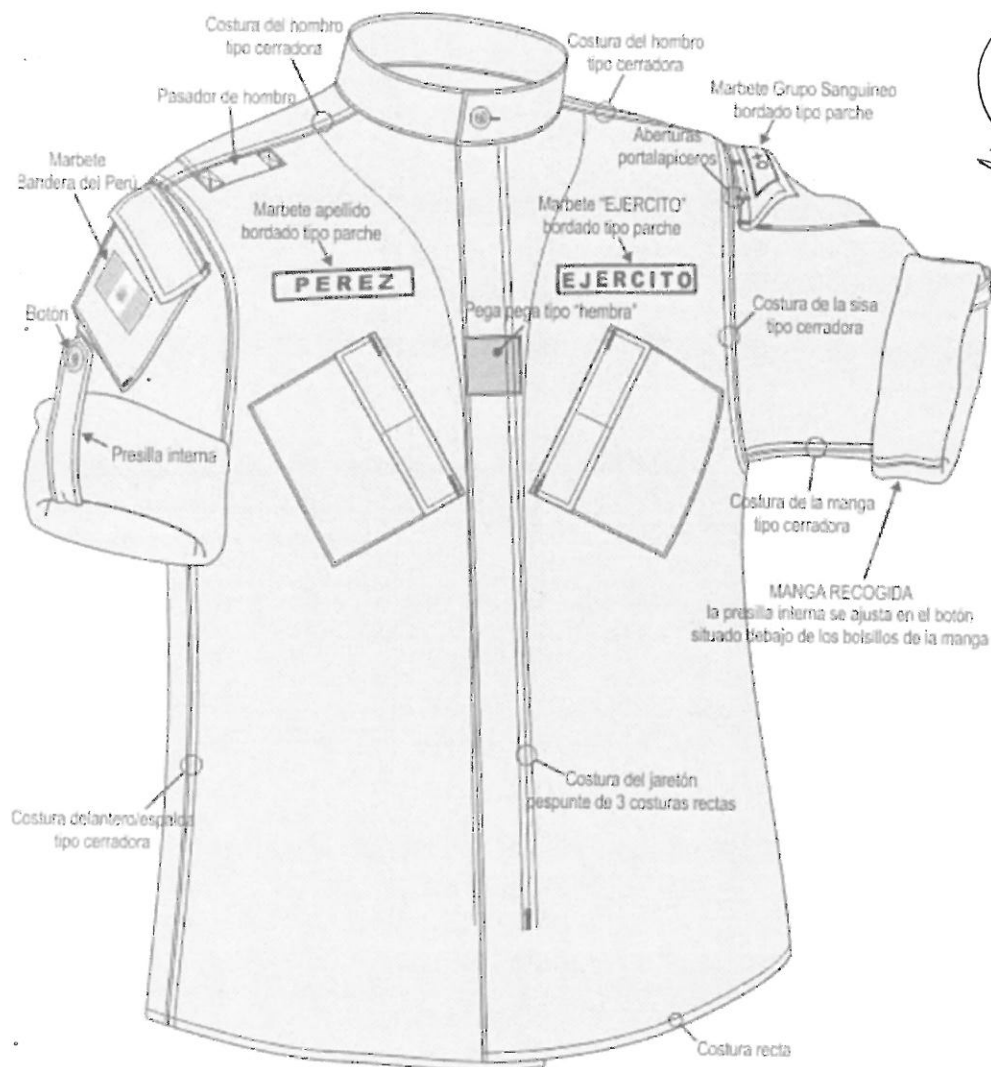 Costura del hombro
tipo cerradora
Costura del hombro
tipo cerradora
Pasador de hombro
Marbete Grupo Sanguineo
bordado tipo parche
Aberturas
portalapiceros
Marbete
Bandera del Perú
Marbete apellido
bordado tipo parche
Marbete "EJERCITO"
bordado tipo parche
PEREZ
EJERCITO
Botón
Pega pega tipo "hembra"
Costura de la sisa
tipo cerradora
Presilla interna
Costura de la manga
tipo cerradora
MANGA RECOGIDA
la presilla interna se ajusta en el botón
situado debajo de los bolsillos de la manga
Costura del jaretón
pespunte de 3 costuras rectas
Costura delantero/espalda
tipo cerradora
Costura recta